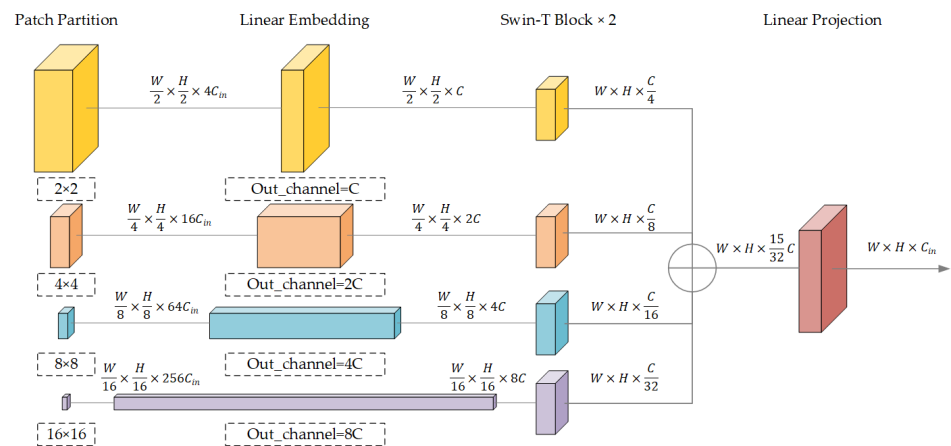 Patch Partition Linear Embedding Swin-T Block × 2 Linear Projection
W/2 × H/2 × 4C_in W/2 × H/2 × C W × H × C/4
2×2 Out_channel=C
W/4 × H/4 × 16C_in W/4 × H/4 × 2C W × H × C/8
W × H × 15/32 C W × H × C_in
4×4 Out_channel=2C
W/8 × H/8 × 64C_in W/8 × H/8 × 4C W × H × C/16
8×8 Out_channel=4C
W/16 × H/16 × 256C_in W/16 × H/16 × 8C W × H × C/32
16×16 Out_channel=8C